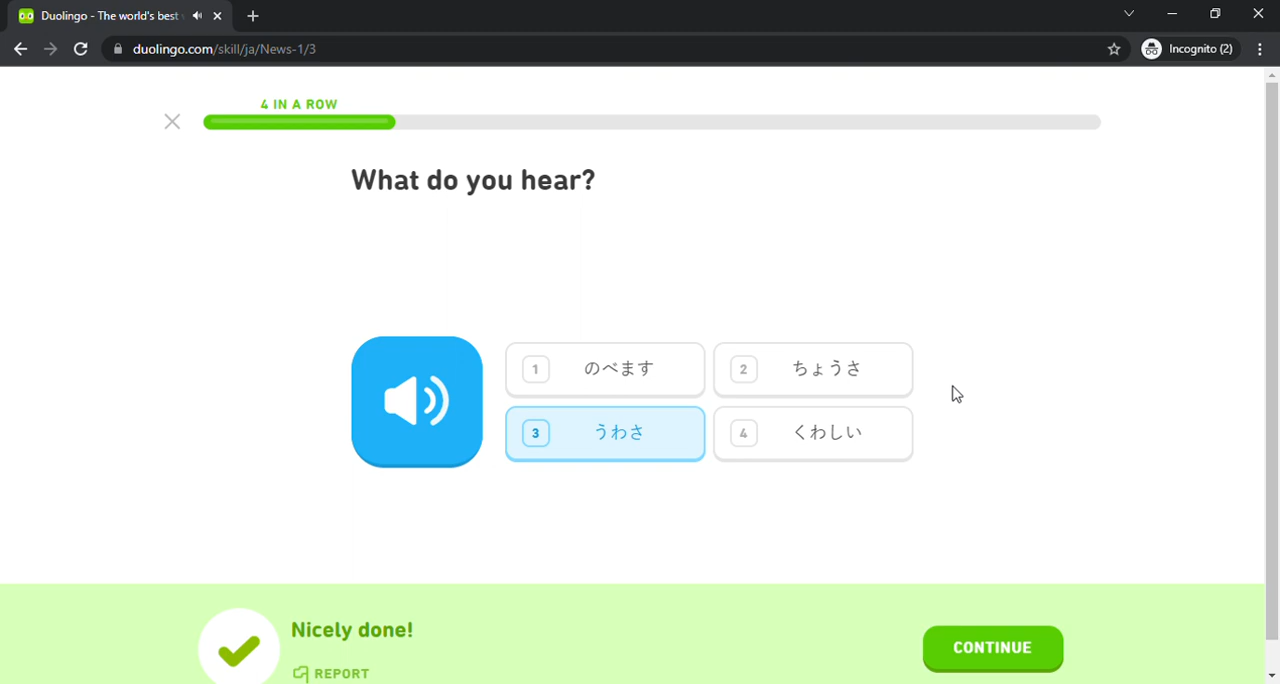 Duolingo - The world's best
duolingo.com/skill/ja/News-1/3
Incognito (2)
4 IN A ROW
What do you hear?
1 のべます
2 ちょうさ
3 うわさ
4 くわしい
Nicely done!
REPORT
CONTINUE